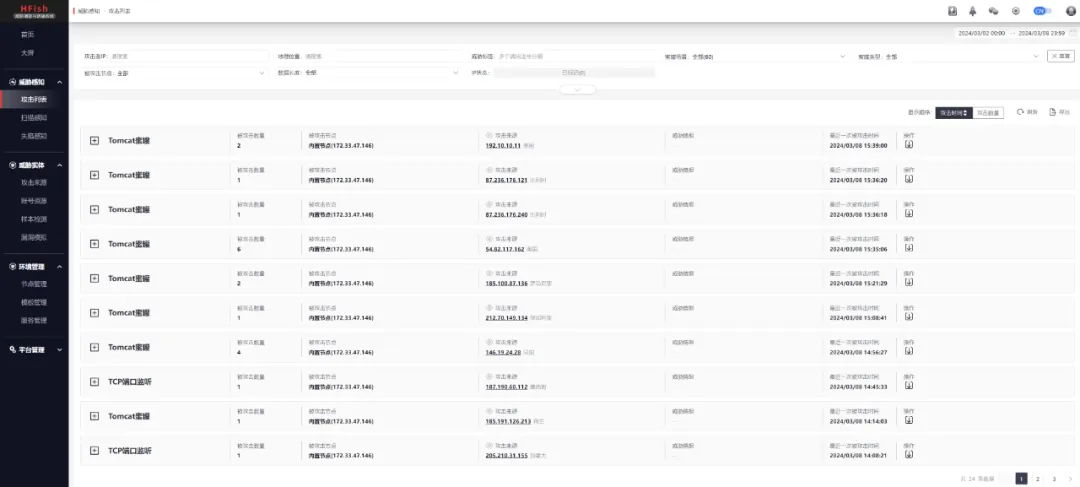 HFish
威胁感知 · 攻击列表
首页
大屏
威胁感知
攻击列表
扫描感知
失陷感知
威胁实体
攻击来源
账号资源
样本检测
漏洞模拟
环境管理
节点管理
模板管理
服务管理
平台管理
CN
2024/03/02 00:00 → 2024/03/08 23:59
攻击者IP: 请搜索
地理位置: 请搜索
威胁标签:
蜜罐类型: 全部
被攻击节点: 全部
数据长度: 全部
IP状态:
显示顺序: 攻击时间 攻击数量
刷新
Tomcat蜜罐 被攻击数量 2 被攻击节点 内置节点(172.33.47.146) 攻击来源 192.10.10.11 美国 威胁情报 最近一次被攻击时间 2024/03/08 15:39:00 操作
Tomcat蜜罐 被攻击数量 1 被攻击节点 内置节点(172.33.47.146) 攻击来源 87.236.176.121 比利时 威胁情报 最近一次被攻击时间 2024/03/08 15:36:20 操作
Tomcat蜜罐 被攻击数量 1 被攻击节点 内置节点(172.33.47.146) 攻击来源 87.236.176.240 比利时 威胁情报 最近一次被攻击时间 2024/03/08 15:36:18 操作
Tomcat蜜罐 被攻击数量 6 被攻击节点 内置节点(172.33.47.146) 攻击来源 54.82.117.162 美国 威胁情报 最近一次被攻击时间 2024/03/08 15:35:06 操作
Tomcat蜜罐 被攻击数量 2 被攻击节点 内置节点(172.33.47.146) 攻击来源 185.100.87.136 罗马尼亚 威胁情报 最近一次被攻击时间 2024/03/08 15:21:29 操作
Tomcat蜜罐 被攻击数量 1 被攻击节点 内置节点(172.33.47.146) 攻击来源 212.70.149.134 保加利亚 威胁情报 最近一次被攻击时间 2024/03/08 15:08:41 操作
Tomcat蜜罐 被攻击数量 4 被攻击节点 内置节点(172.33.47.146) 攻击来源 146.19.24.28 威胁情报 最近一次被攻击时间 2024/03/08 14:56:27 操作
TCP端口监听 被攻击数量 1 被攻击节点 内置节点(172.33.47.146) 攻击来源 187.190.60.112 墨西哥 威胁情报 最近一次被攻击时间 2024/03/08 14:45:33 操作
Tomcat蜜罐 被攻击数量 1 被攻击节点 内置节点(172.33.47.146) 攻击来源 185.191.126.213 荷兰 威胁情报 最近一次被攻击时间 2024/03/08 14:14:03 操作
TCP端口监听 被攻击数量 1 被攻击节点 内置节点(172.33.47.146) 攻击来源 205.210.31.155 加拿大 威胁情报 最近一次被攻击时间 2024/03/08 14:08:21 操作
共 24 条数据 1 2 3